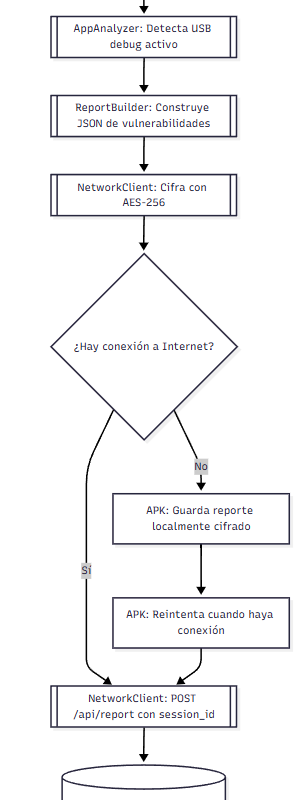 AppAnalyzer: Detecta USB
debug activo
ReportBuilder: Construye
JSON de vulnerabilidades
NetworkClient: Cifra con
AES-256
¿Hay conexión a Internet?
No
APK: Guarda reporte
localmente cifrado
Sí
APK: Reintenta cuando haya
conexión
NetworkClient: POST
/api/report con session_id